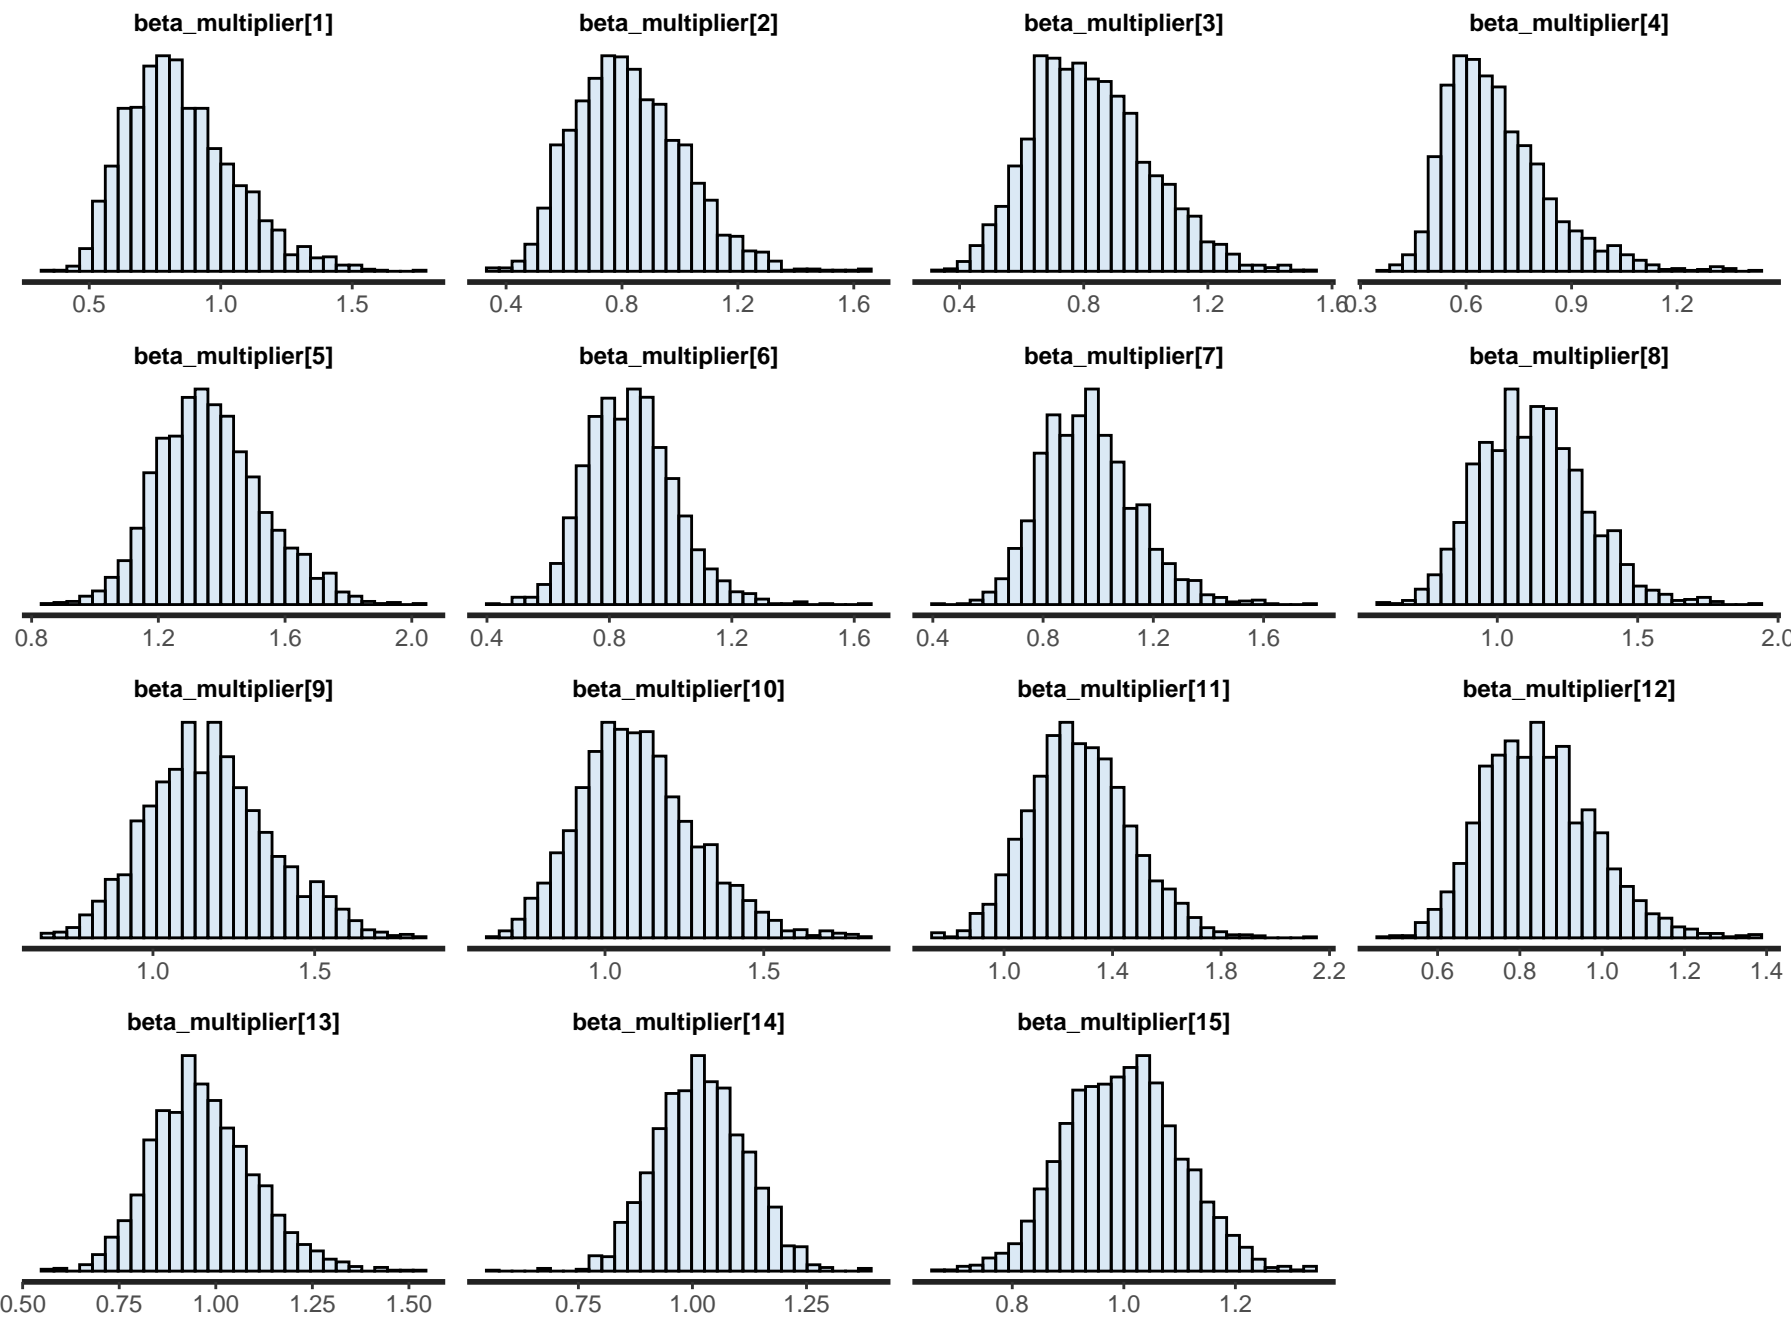 beta_multiplier[1] beta_multiplier[2] beta_multiplier[3] beta_multiplier[4]
0.5 1.0 1.5 0.4 0.8 1.2 1.6 0.4 0.8 1.2 1.6 0.3 0.6 0.9 1.2
beta_multiplier[5] beta_multiplier[6] beta_multiplier[7] beta_multiplier[8]
0.8 1.2 1.6 2.0 0.4 0.8 1.2 1.6 0.4 0.8 1.2 1.6 1.0 1.5 2.0
beta_multiplier[9] beta_multiplier[10] beta_multiplier[11] beta_multiplier[12]
1.0 1.5 1.0 1.5 1.0 1.4 1.8 2.2 0.6 0.8 1.0 1.2 1.4
beta_multiplier[13] beta_multiplier[14] beta_multiplier[15]
0.50 0.75 1.00 1.25 1.50 0.75 1.00 1.25 0.8 1.0 1.2